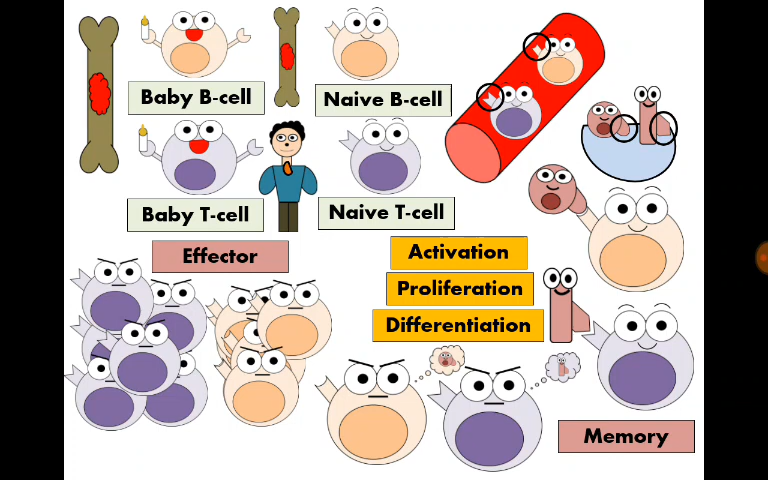 Baby B-cell
Naive B-cell
Baby T-cell
Naive T-cell
Effector
Activation
Proliferation
Differentiation
Memory